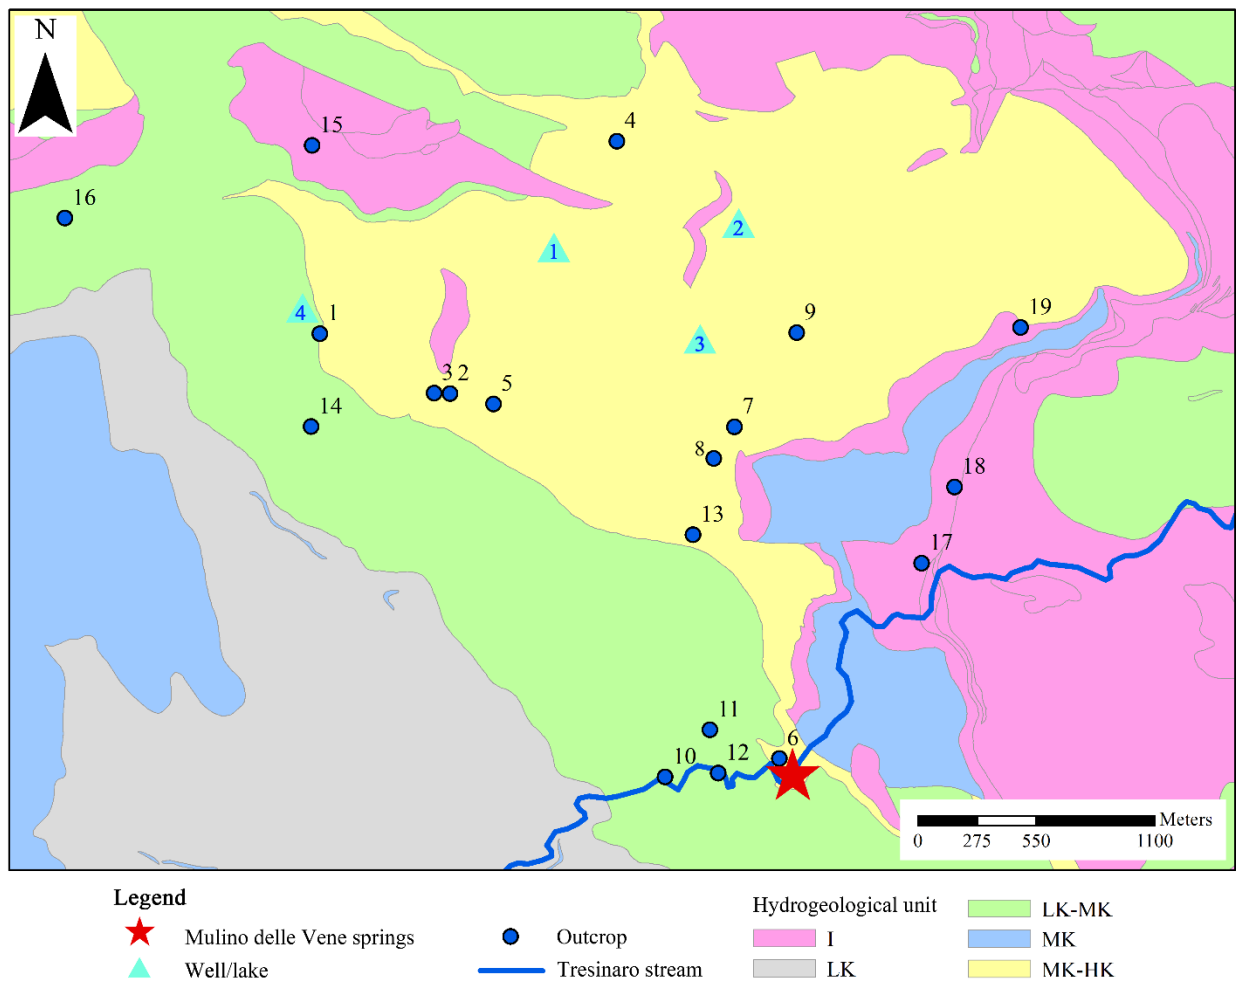 N
15
4
16
2
1
4
1
9
19
3
3 2
5
14
7
8
18
13
17
11
6
10
12
Meters
0 275 550 1100
Legend
Mulino delle Vene springs
Well/lake
Outcrop
Tresinaro stream
Hydrogeological unit
I
LK
LK-MK
MK
MK-HK